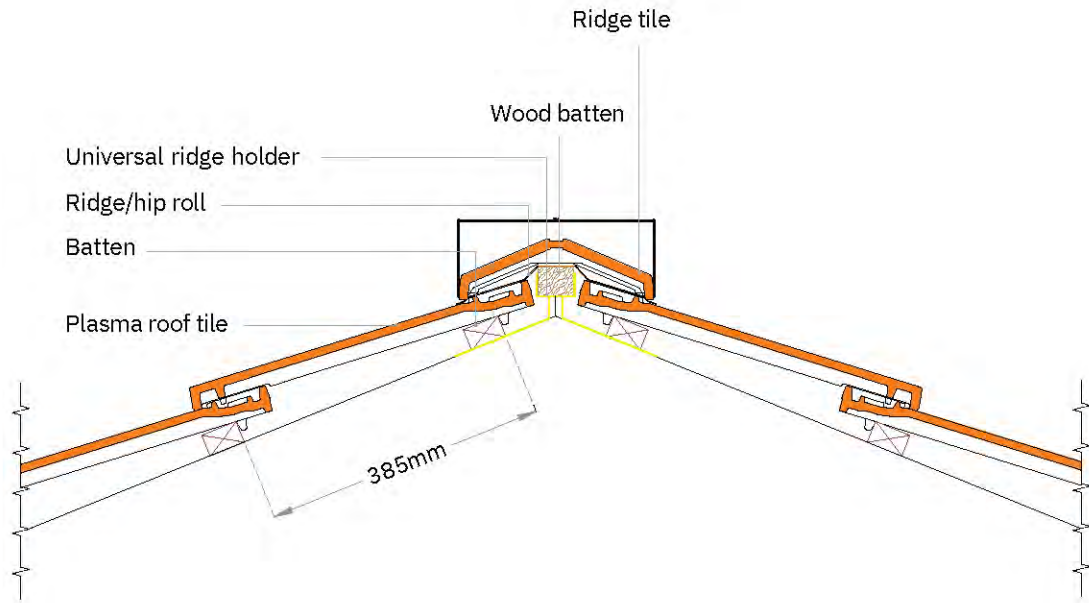 Ridge tile
Wood batten
Universal ridge holder
Ridge/hip roll
Batten
Plasma roof tile
385mm